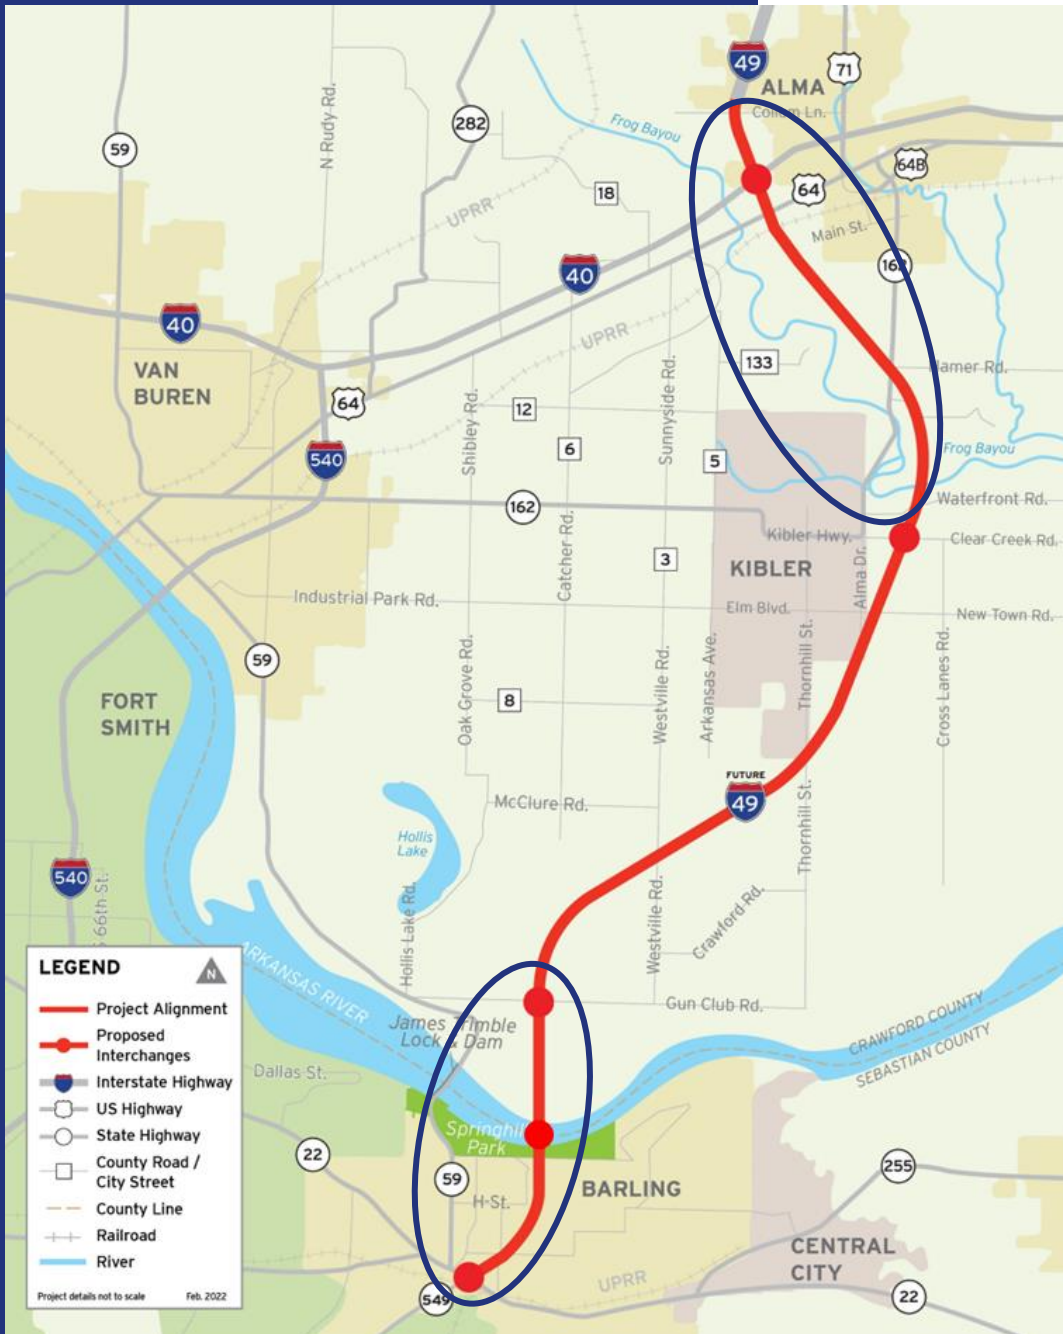 49
ALMA
71
Collum Ln.
Frog Bayou
282
59
N Rudy Rd.
64B
64
18
UPRR
Main St.
162
40
40
UPRR
133
Hamer Rd.
VAN
BUREN
64
12
Shibley Rd.
Sunnyside Rd.
6
5
540
Frog Bayou
162
Waterfront Rd.
Kibler Hwy.
Clear Creek Rd.
Catcher Rd.
3
KIBLER
Alma Dr.
Industrial Park Rd.
Elm Blvd.
New Town Rd.
59
Oak Grove Rd.
Westville Rd.
Arkansas Ave.
Thornhill St.
Cross Lanes Rd.
FORT
SMITH
8
FUTURE
49
McClure Rd.
Thornhill St.
Hollis
Lake
540
S 66th St.
Hollis Lake Rd.
Westville Rd.
Crawford Rd.
ARKANSAS RIVER
Gun Club Rd.
James Trimble
Lock & Dam
CRAWFORD COUNTY
SEBASTIAN COUNTY
Dallas St.
Springhill
Park
22
59
H-St.
BARLING
255
CENTRAL
CITY
UPRR
549
22
LEGEND
N
Project Alignment
Proposed
Interchanges
Interstate Highway
US Highway
State Highway
County Road /
City Street
County Line
Railroad
River
Project details not to scale
Feb. 2022